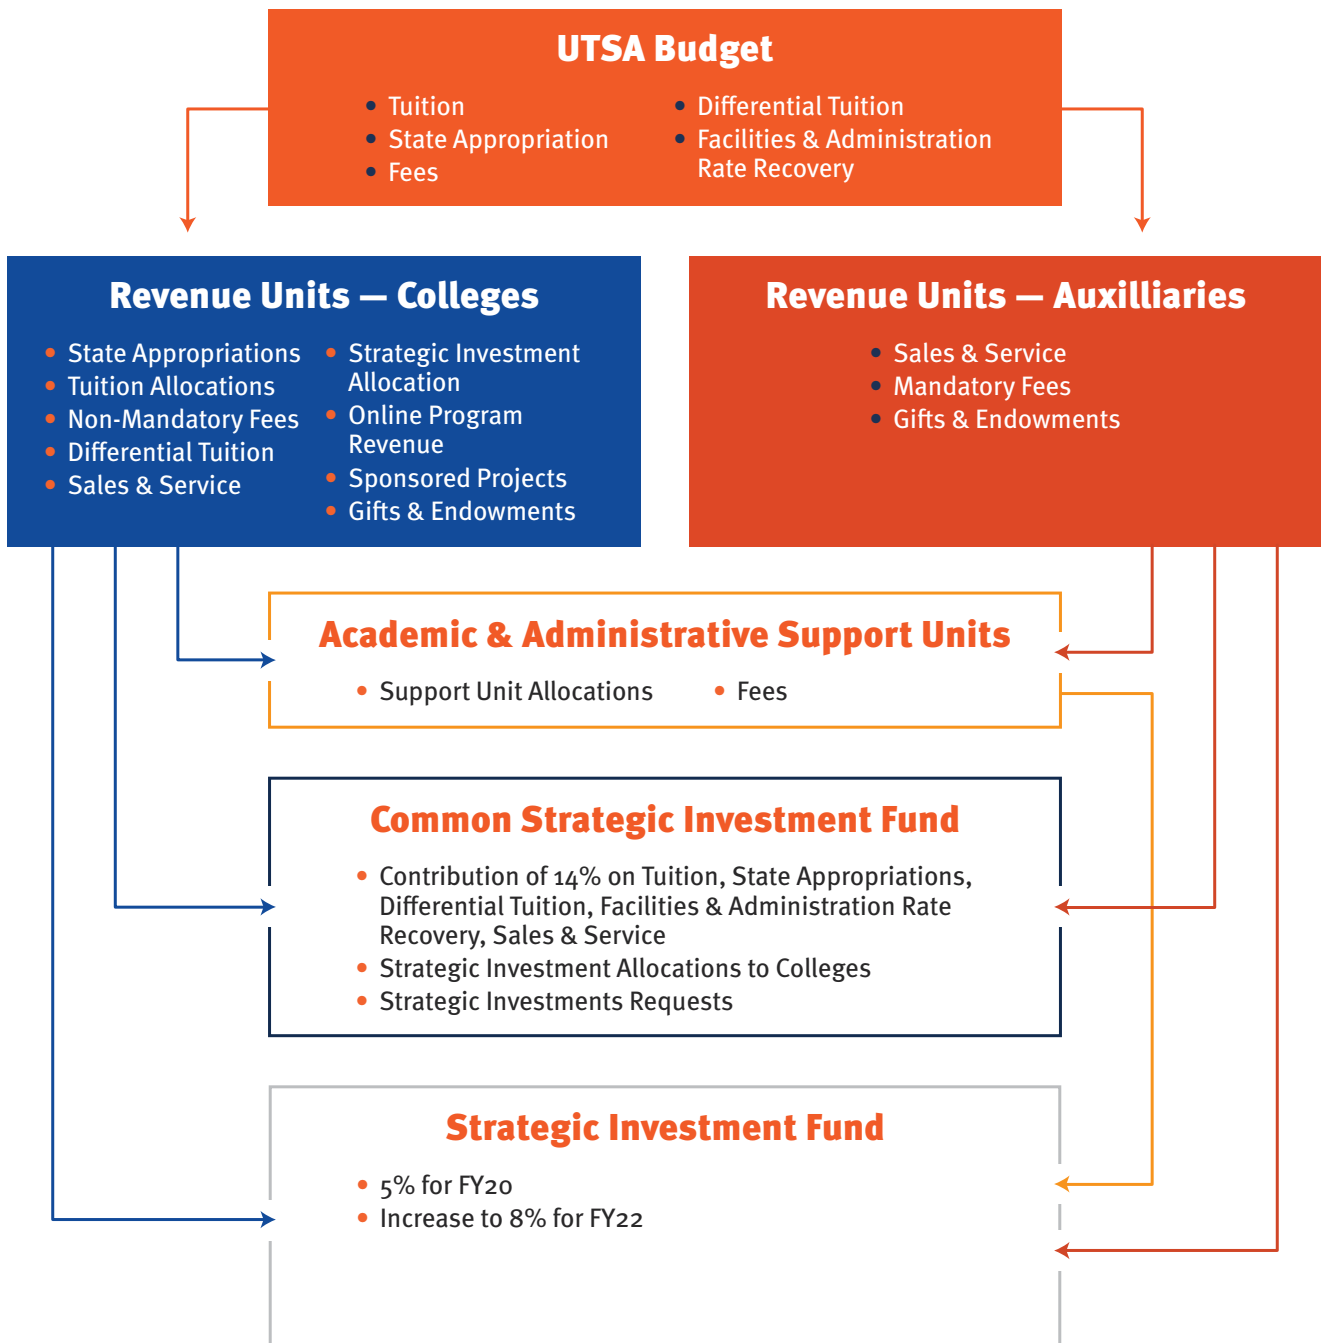 UTSA Budget
• Tuition
• State Appropriation
• Fees
• Differential Tuition
• Facilities & Administration
Rate Recovery
Revenue Units — Colleges
• State Appropriations
• Tuition Allocations
• Non-Mandatory Fees
• Differential Tuition
• Sales & Service
• Strategic Investment
Allocation
• Online Program
Revenue
• Sponsored Projects
• Gifts & Endowments
Revenue Units — Auxilliaries
• Sales & Service
• Mandatory Fees
• Gifts & Endowments
Academic & Administrative Support Units
• Support Unit Allocations
• Fees
Common Strategic Investment Fund
• Contribution of 14% on Tuition, State Appropriations,
Differential Tuition, Facilities & Administration Rate
Recovery, Sales & Service
• Strategic Investment Allocations to Colleges
• Strategic Investments Requests
Strategic Investment Fund
• 5% for FY20
• Increase to 8% for FY22